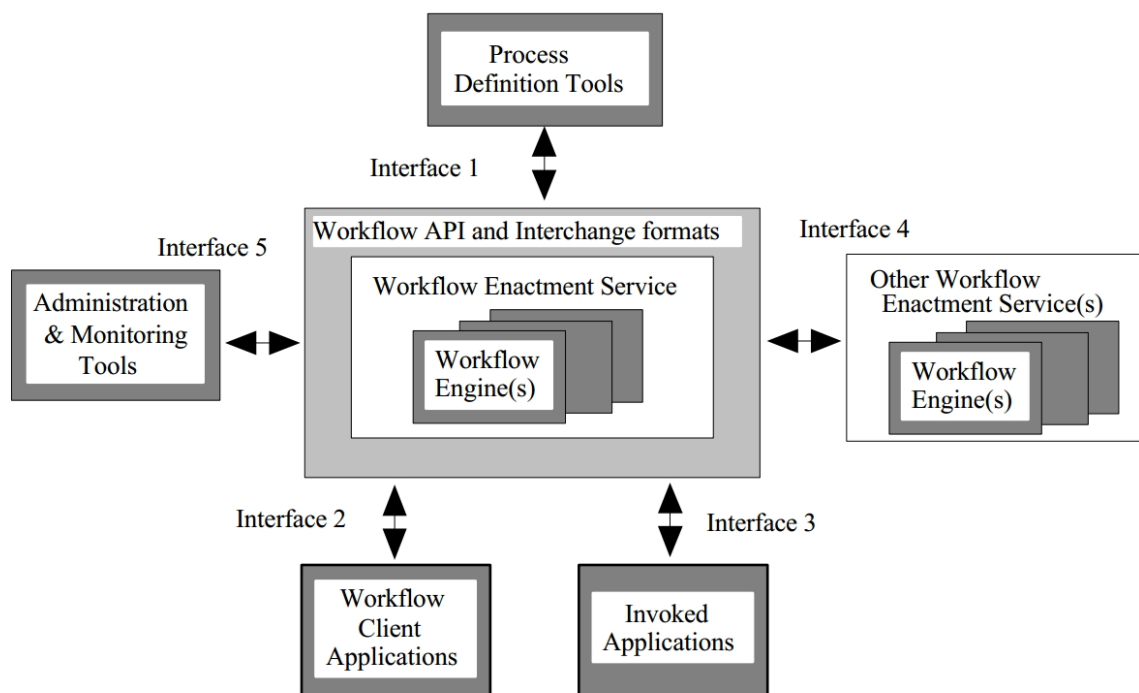 Process
Definition Tools
Interface 1
Workflow API and Interchange formats
Interface 5
Interface 4
Administration
& Monitoring
Tools
Workflow Enactment Service
Workflow
Engine(s)
Other Workflow
Enactment Service(s)
Workflow
Engine(s)
Interface 2
Interface 3
Workflow
Client
Applications
Invoked
Applications